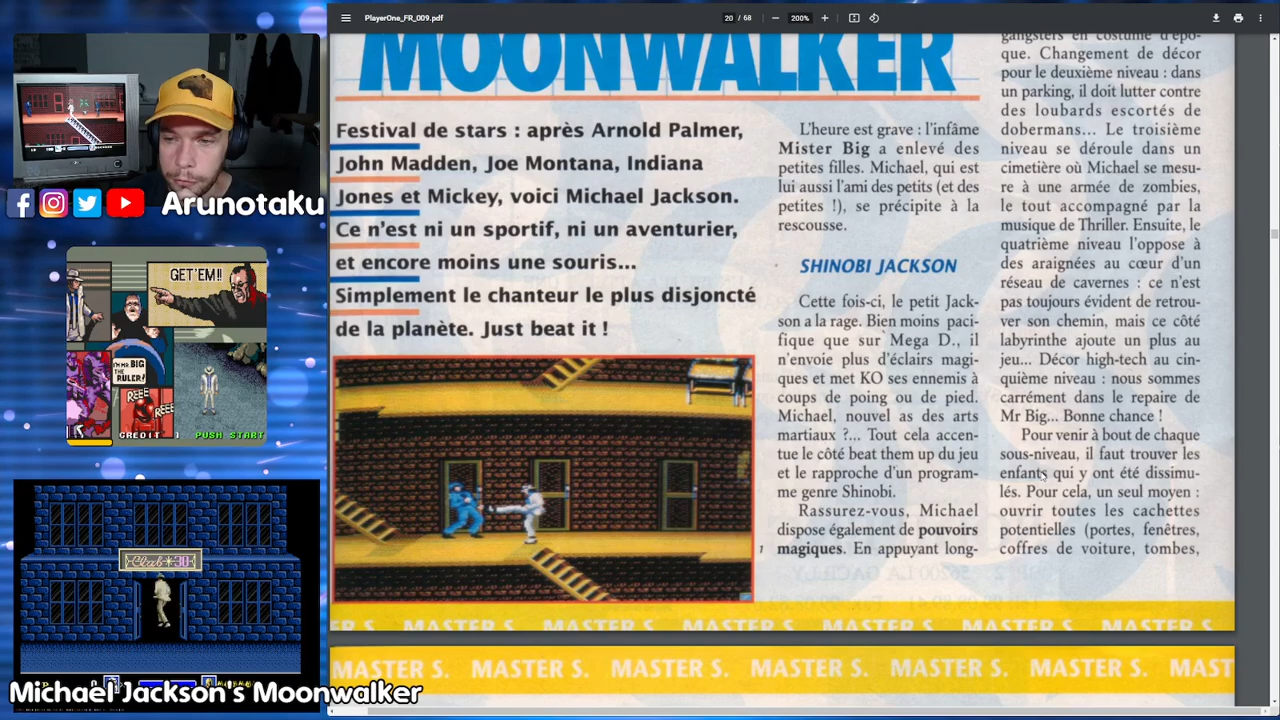 PlayerOne_FR_009.pdf
20 / 68
200%
MOONWALKER
Festival de stars : après Arnold Palmer,
John Madden, Joe Montana, Indiana
Jones et Mickey, voici Michael Jackson.
Ce n'est ni un sportif, ni un aventurier,
et encore moins une souris...
Simplement le chanteur le plus disjoncté
de la planète. Just beat it !
L'heure est grave : l'infâme
Mister Big a enlevé des
petites filles. Michael, qui est
lui aussi l'ami des petits (et des
petites !), se précipite à la
rescousse.
SHINOBI JACKSON
Cette fois-ci, le petit Jack-
son a la rage. Bien moins paci-
fique que sur Mega D., il
n'envoie plus d'éclairs magi-
ques et met KO ses ennemis à
coups de poing ou de pied.
Michael, nouvel as des arts
martiaux ?... Tout cela accen-
tue le côté beat them up du jeu
et le rapproche d'un program-
me genre Shinobi.
Rassurez-vous, Michael
dispose également de pouvoirs
magiques. En appuyant long-
gangsters en costume d'épo-
que. Changement de décor
pour le deuxième niveau : dans
un parking, il doit lutter contre
des loubards escortés de
dobermans... Le troisième
niveau se déroule dans un
cimetière où Michael se mesu-
re à une armée de zombies,
le tout accompagné par la
musique de Thriller. Ensuite, le
quatrième niveau l'oppose à
des araignées au cœur d'un
réseau de cavernes : ce n'est
pas toujours évident de retrou-
ver son chemin, mais ce côté
labyrinthe ajoute un plus au
jeu... Décor high-tech au cin-
quième niveau : nous sommes
carrément dans le repaire de
Mr Big... Bonne chance !
Pour venir à bout de chaque
sous-niveau, il faut trouver les
enfants qui y ont été dissimu-
lés. Pour cela, un seul moyen :
ouvrir toutes les cachettes
potentielles (portes, fenêtres,
coffres de voiture, tombes,
MASTER S. MASTER S. MASTER S. MASTER S. MASTER S. MASTER S. MAST
Arunotaku
GET'EM!!
I'M MR. BIG
THE RULER!
REEE
REEE
CREDIT 1 PUSH START
Club 30
Michael Jackson's Moonwalker